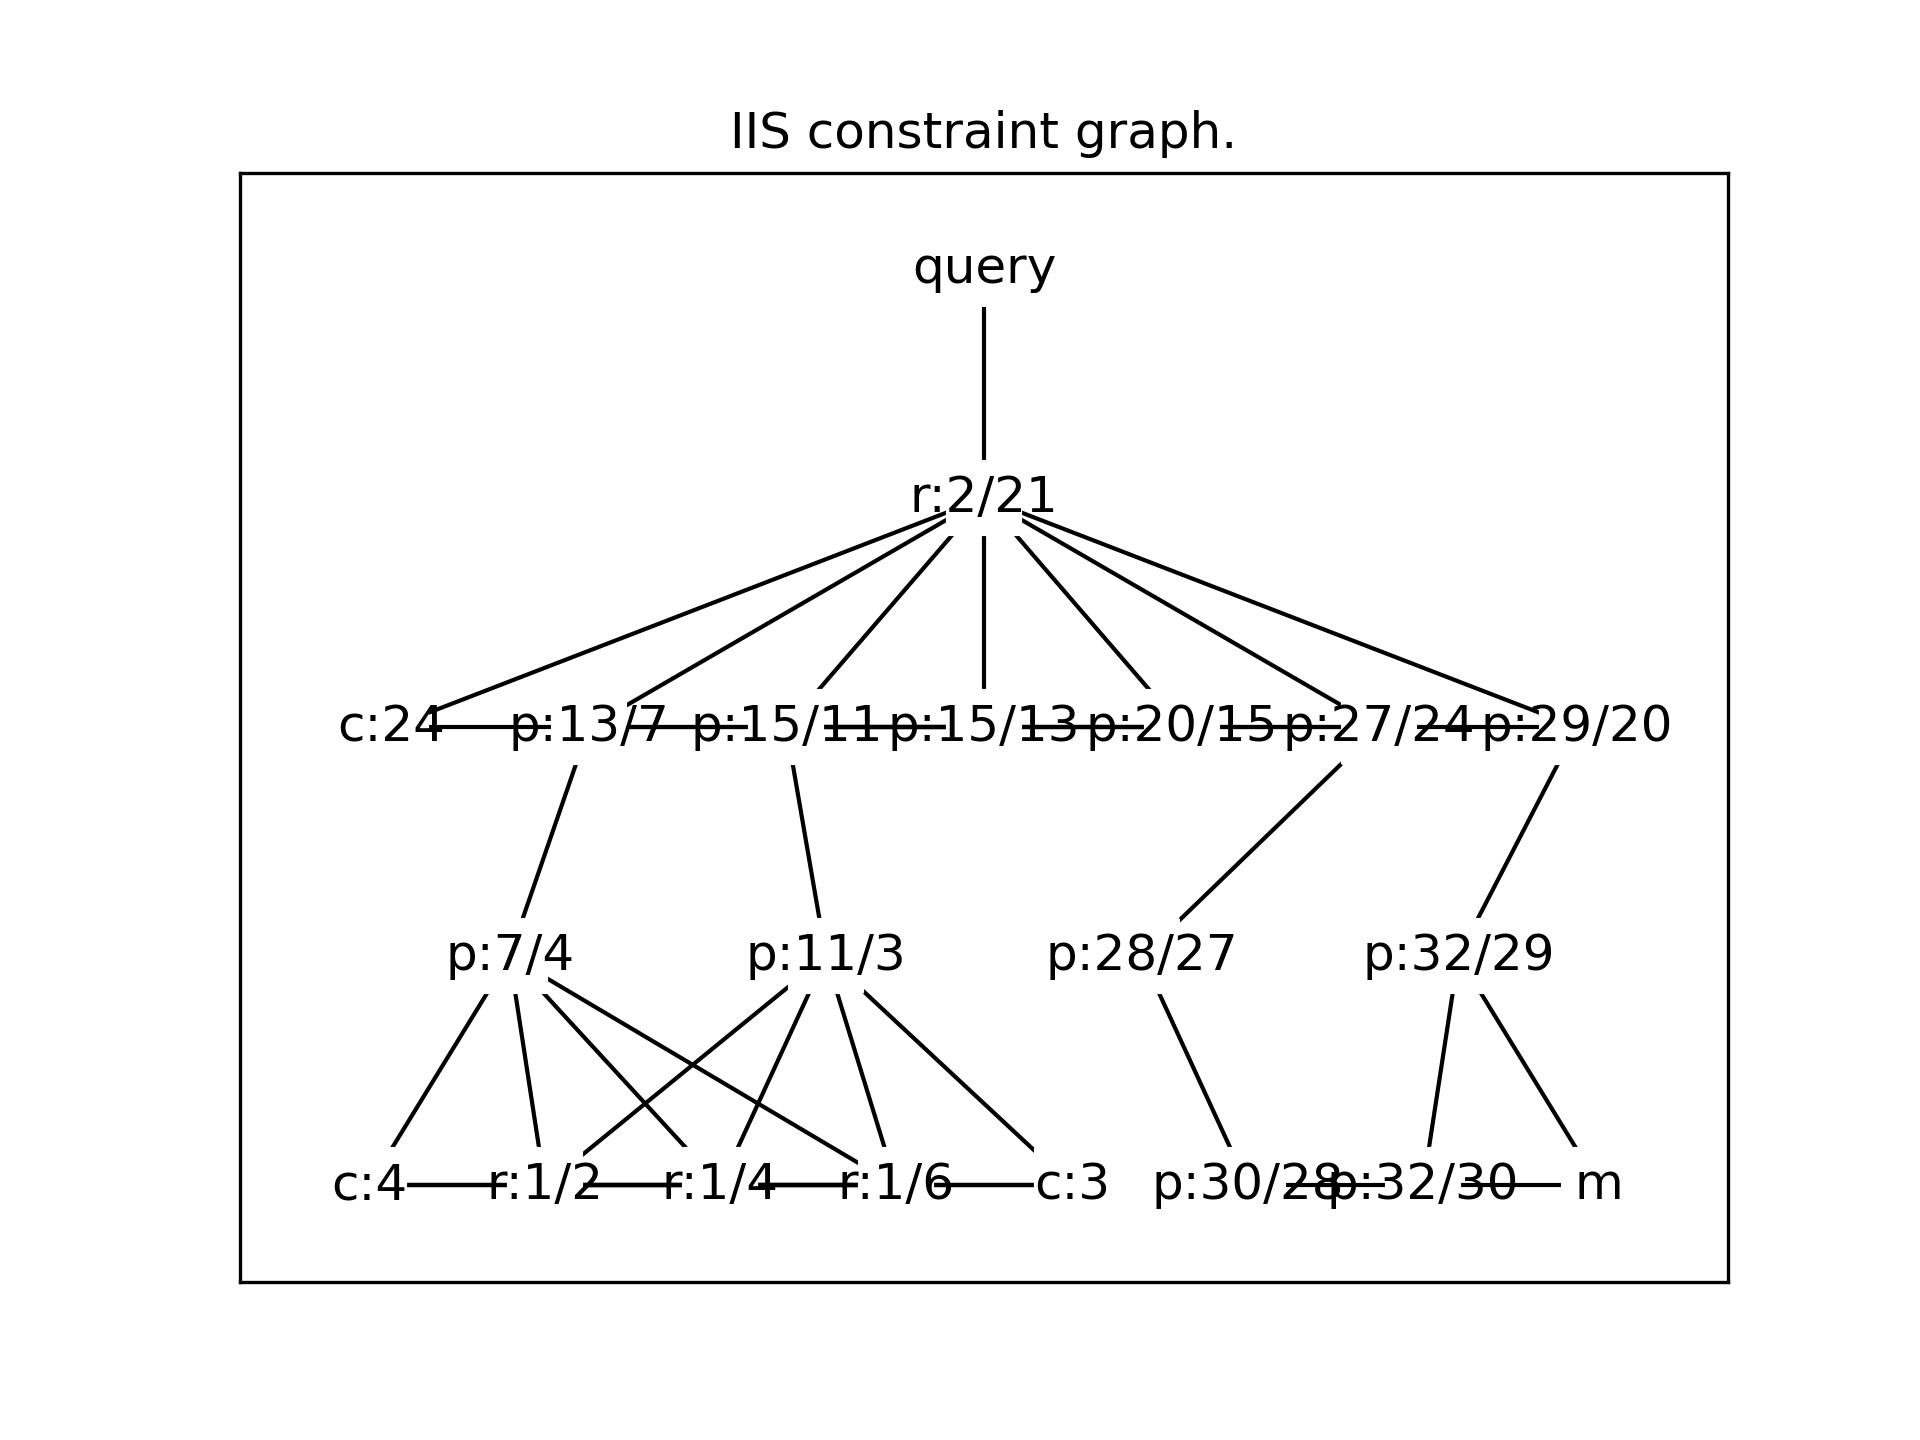 IIS constraint graph.
query
r:2/21
c:24 p:13/7 p:15/11 p:15/13 p:20/15 p:27/24 p:29/20
p:7/4 p:11/3 p:28/27 p:32/29
c:4 r:1/2 r:1/4 r:1/6 c:3 p:30/28 p:32/30 m